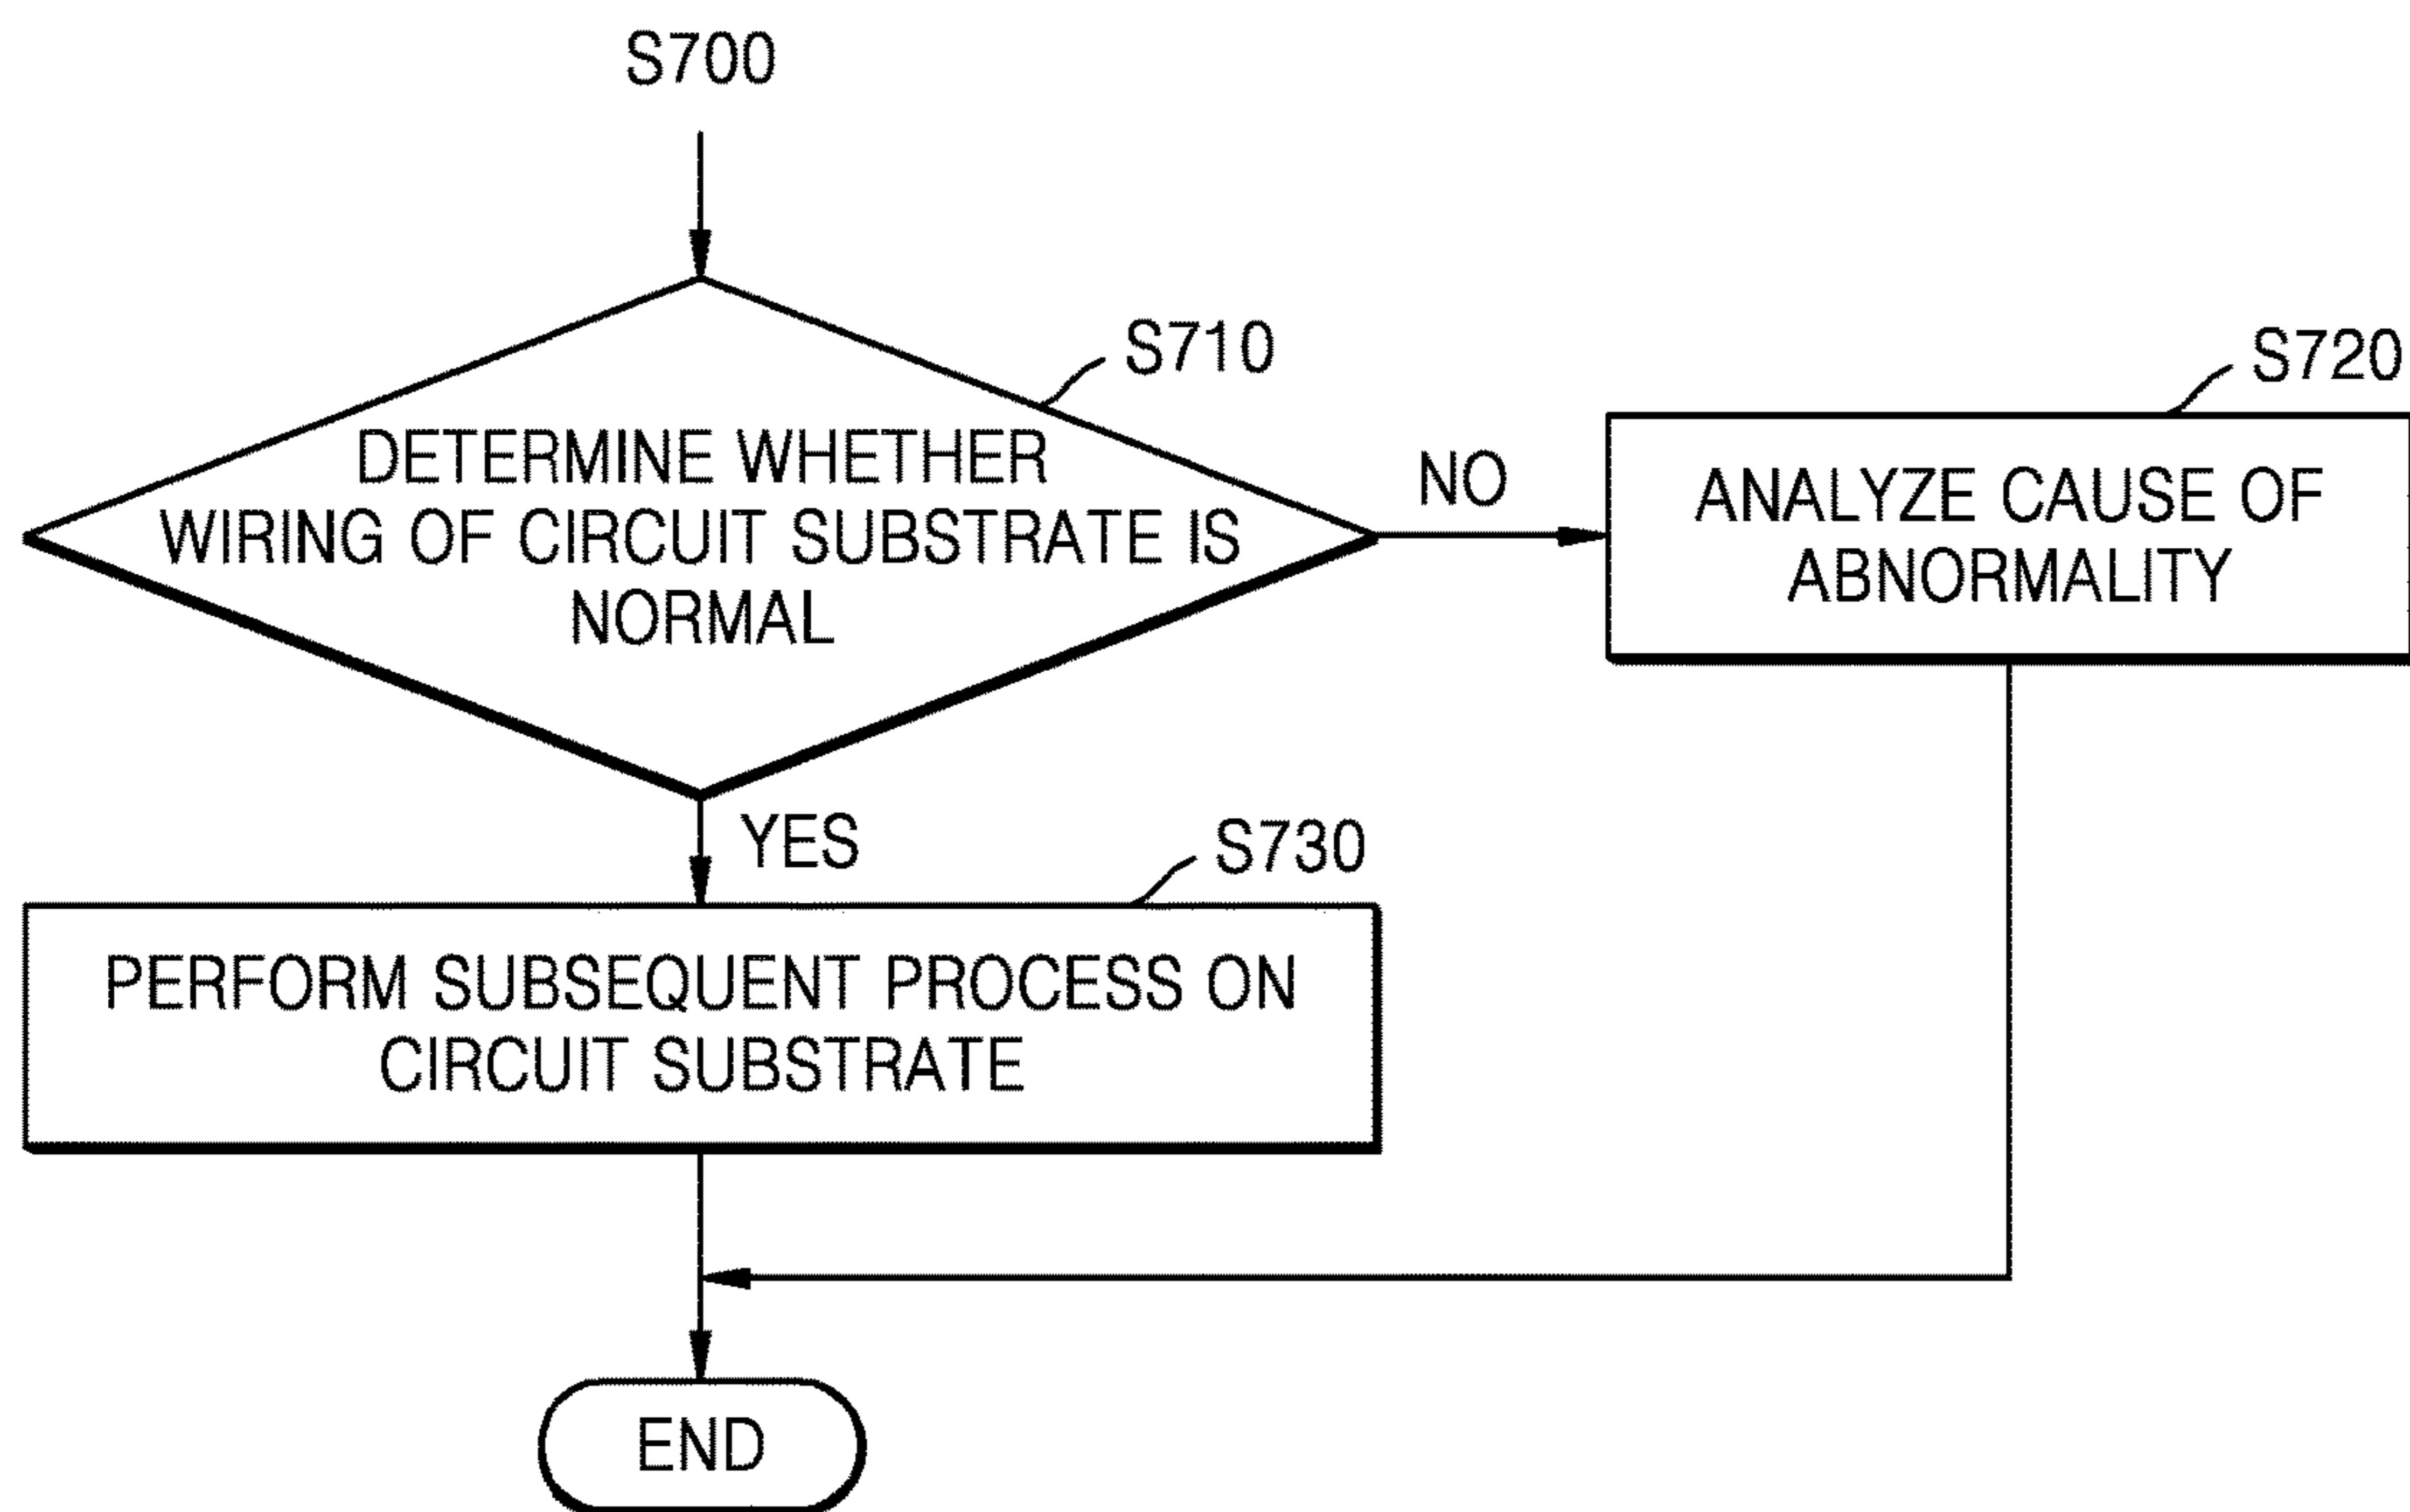 S700
S710
DETERMINE WHETHER
WIRING OF CIRCUIT SUBSTRATE IS
NORMAL
NO
S720
ANALYZE CAUSE OF
ABNORMALITY
YES
S730
PERFORM SUBSEQUENT PROCESS ON
CIRCUIT SUBSTRATE
END